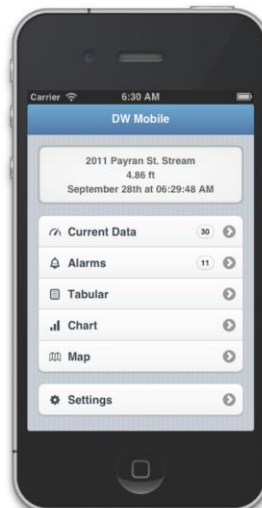 Carrier 6:30 AM
DW Mobile
2011 Payran St. Stream
4.86 ft
September 28th at 06:29:48 AM
Current Data 30
Alarms 11
Tabular
Chart
Map
Settings